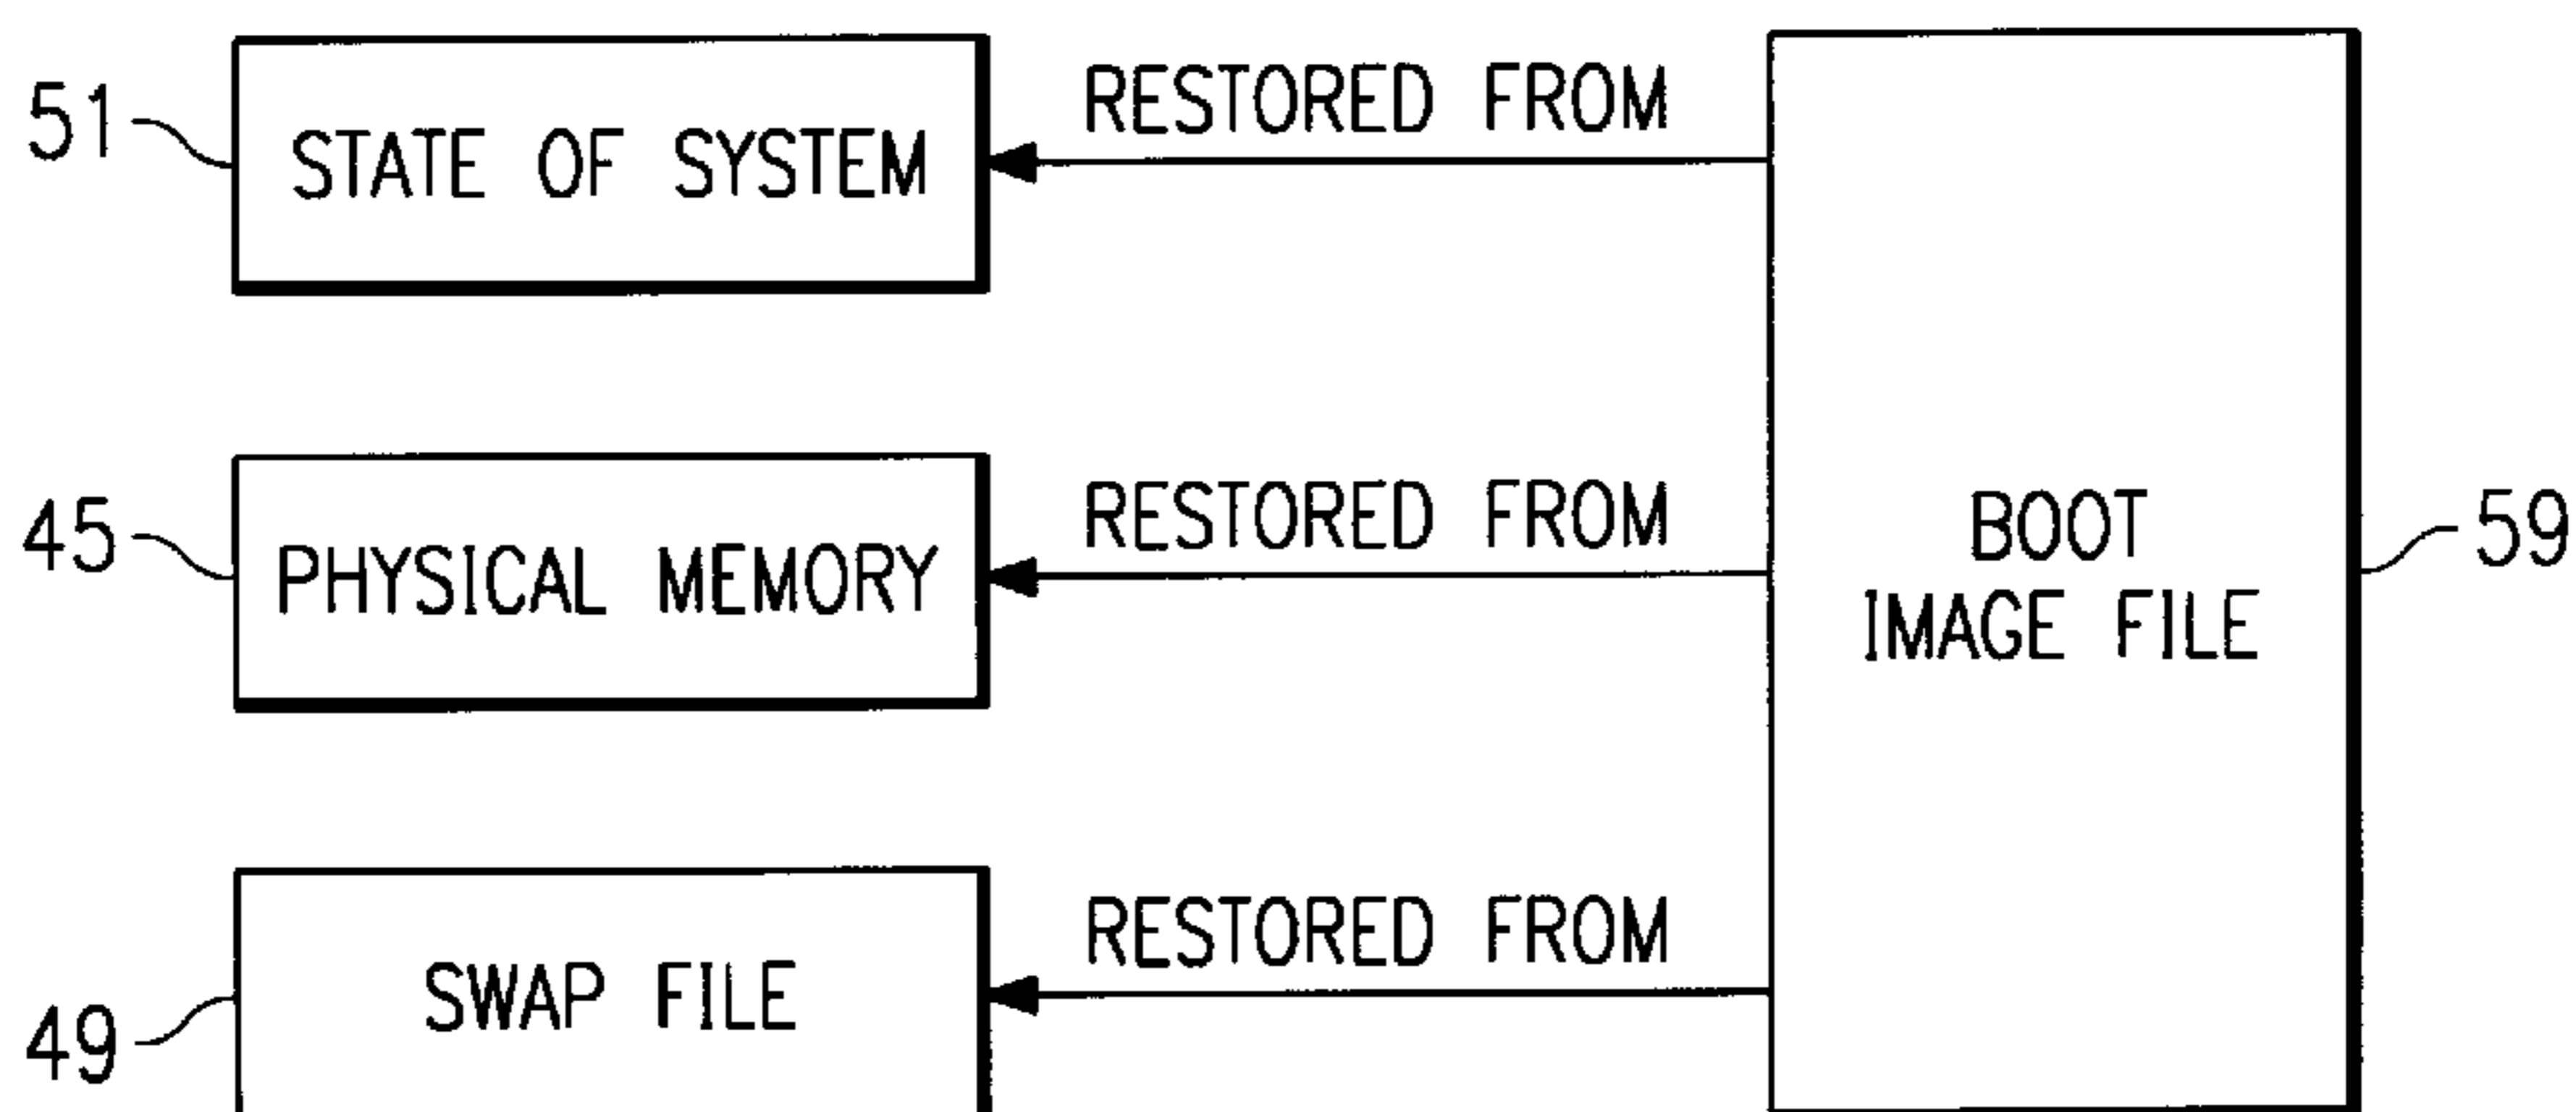 51
STATE OF SYSTEM
RESTORED FROM
45
PHYSICAL MEMORY
RESTORED FROM
BOOT
IMAGE FILE
59
49
SWAP FILE
RESTORED FROM